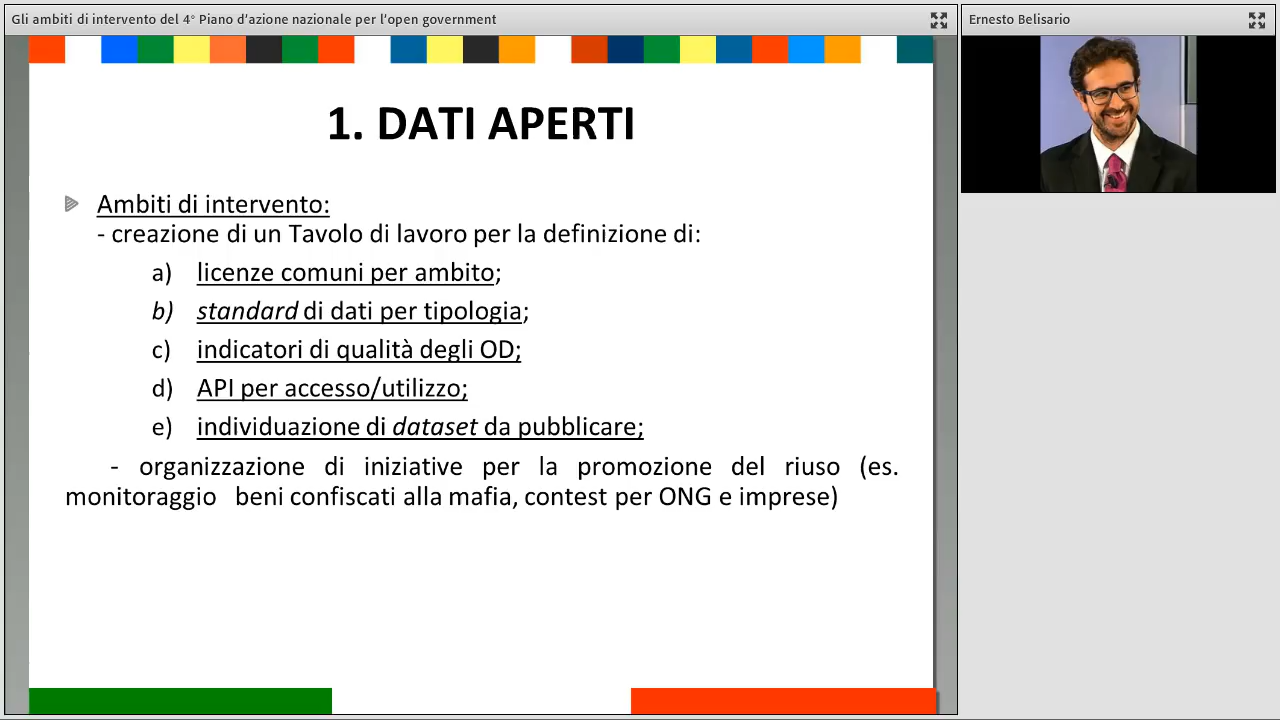 Gli ambiti di intervento del 4° Piano d'azione nazionale per l'open government
Ernesto Belisario
1. DATI APERTI
Ambiti di intervento:
- creazione di un Tavolo di lavoro per la definizione di:
a) licenze comuni per ambito;
b) standard di dati per tipologia;
c) indicatori di qualità degli OD;
d) API per accesso/utilizzo;
e) individuazione di dataset da pubblicare;
- organizzazione di iniziative per la promozione del riuso (es.
monitoraggio beni confiscati alla mafia, contest per ONG e imprese)